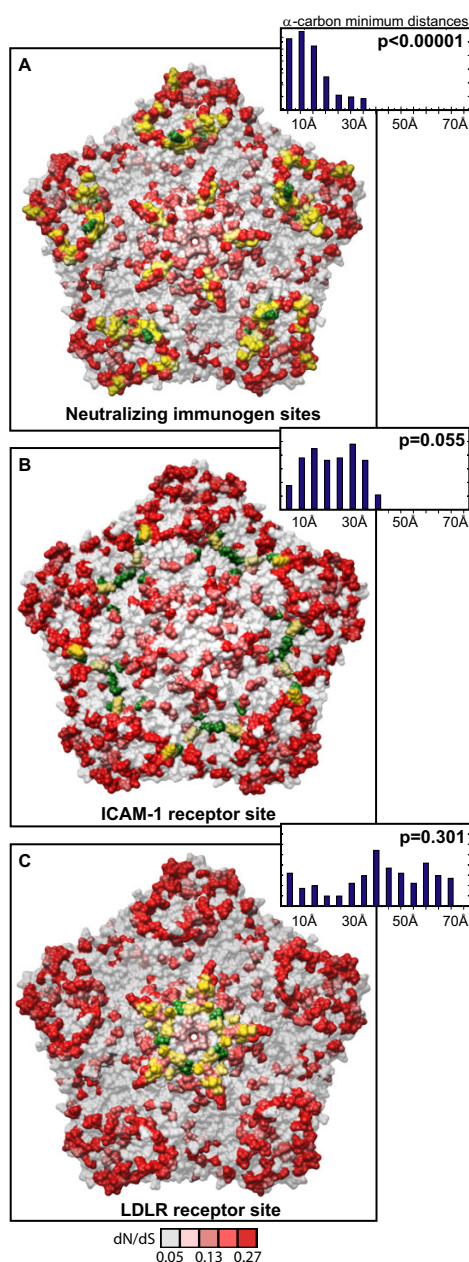 α-carbon minimum distances
p<0.00001
A
10Å 30Å 50Å 70Å
Neutralizing immunogen sites
p=0.055
B
10Å 30Å 50Å 70Å
ICAM-1 receptor site
p=0.301
C
10Å 30Å 50Å 70Å
LDLR receptor site
dN/dS
0.05 0.13 0.27